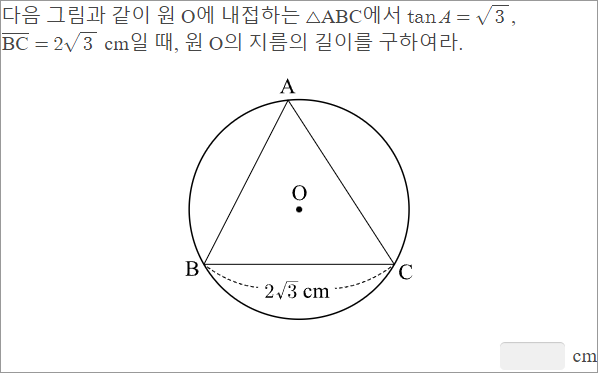 다음 그림과 같이 원 O에 내접하는 △ABC에서 tan A = √3,
BC = 2√3 cm일 때, 원 O의 지름의 길이를 구하여라.
A
O
B
C
2√3 cm
cm